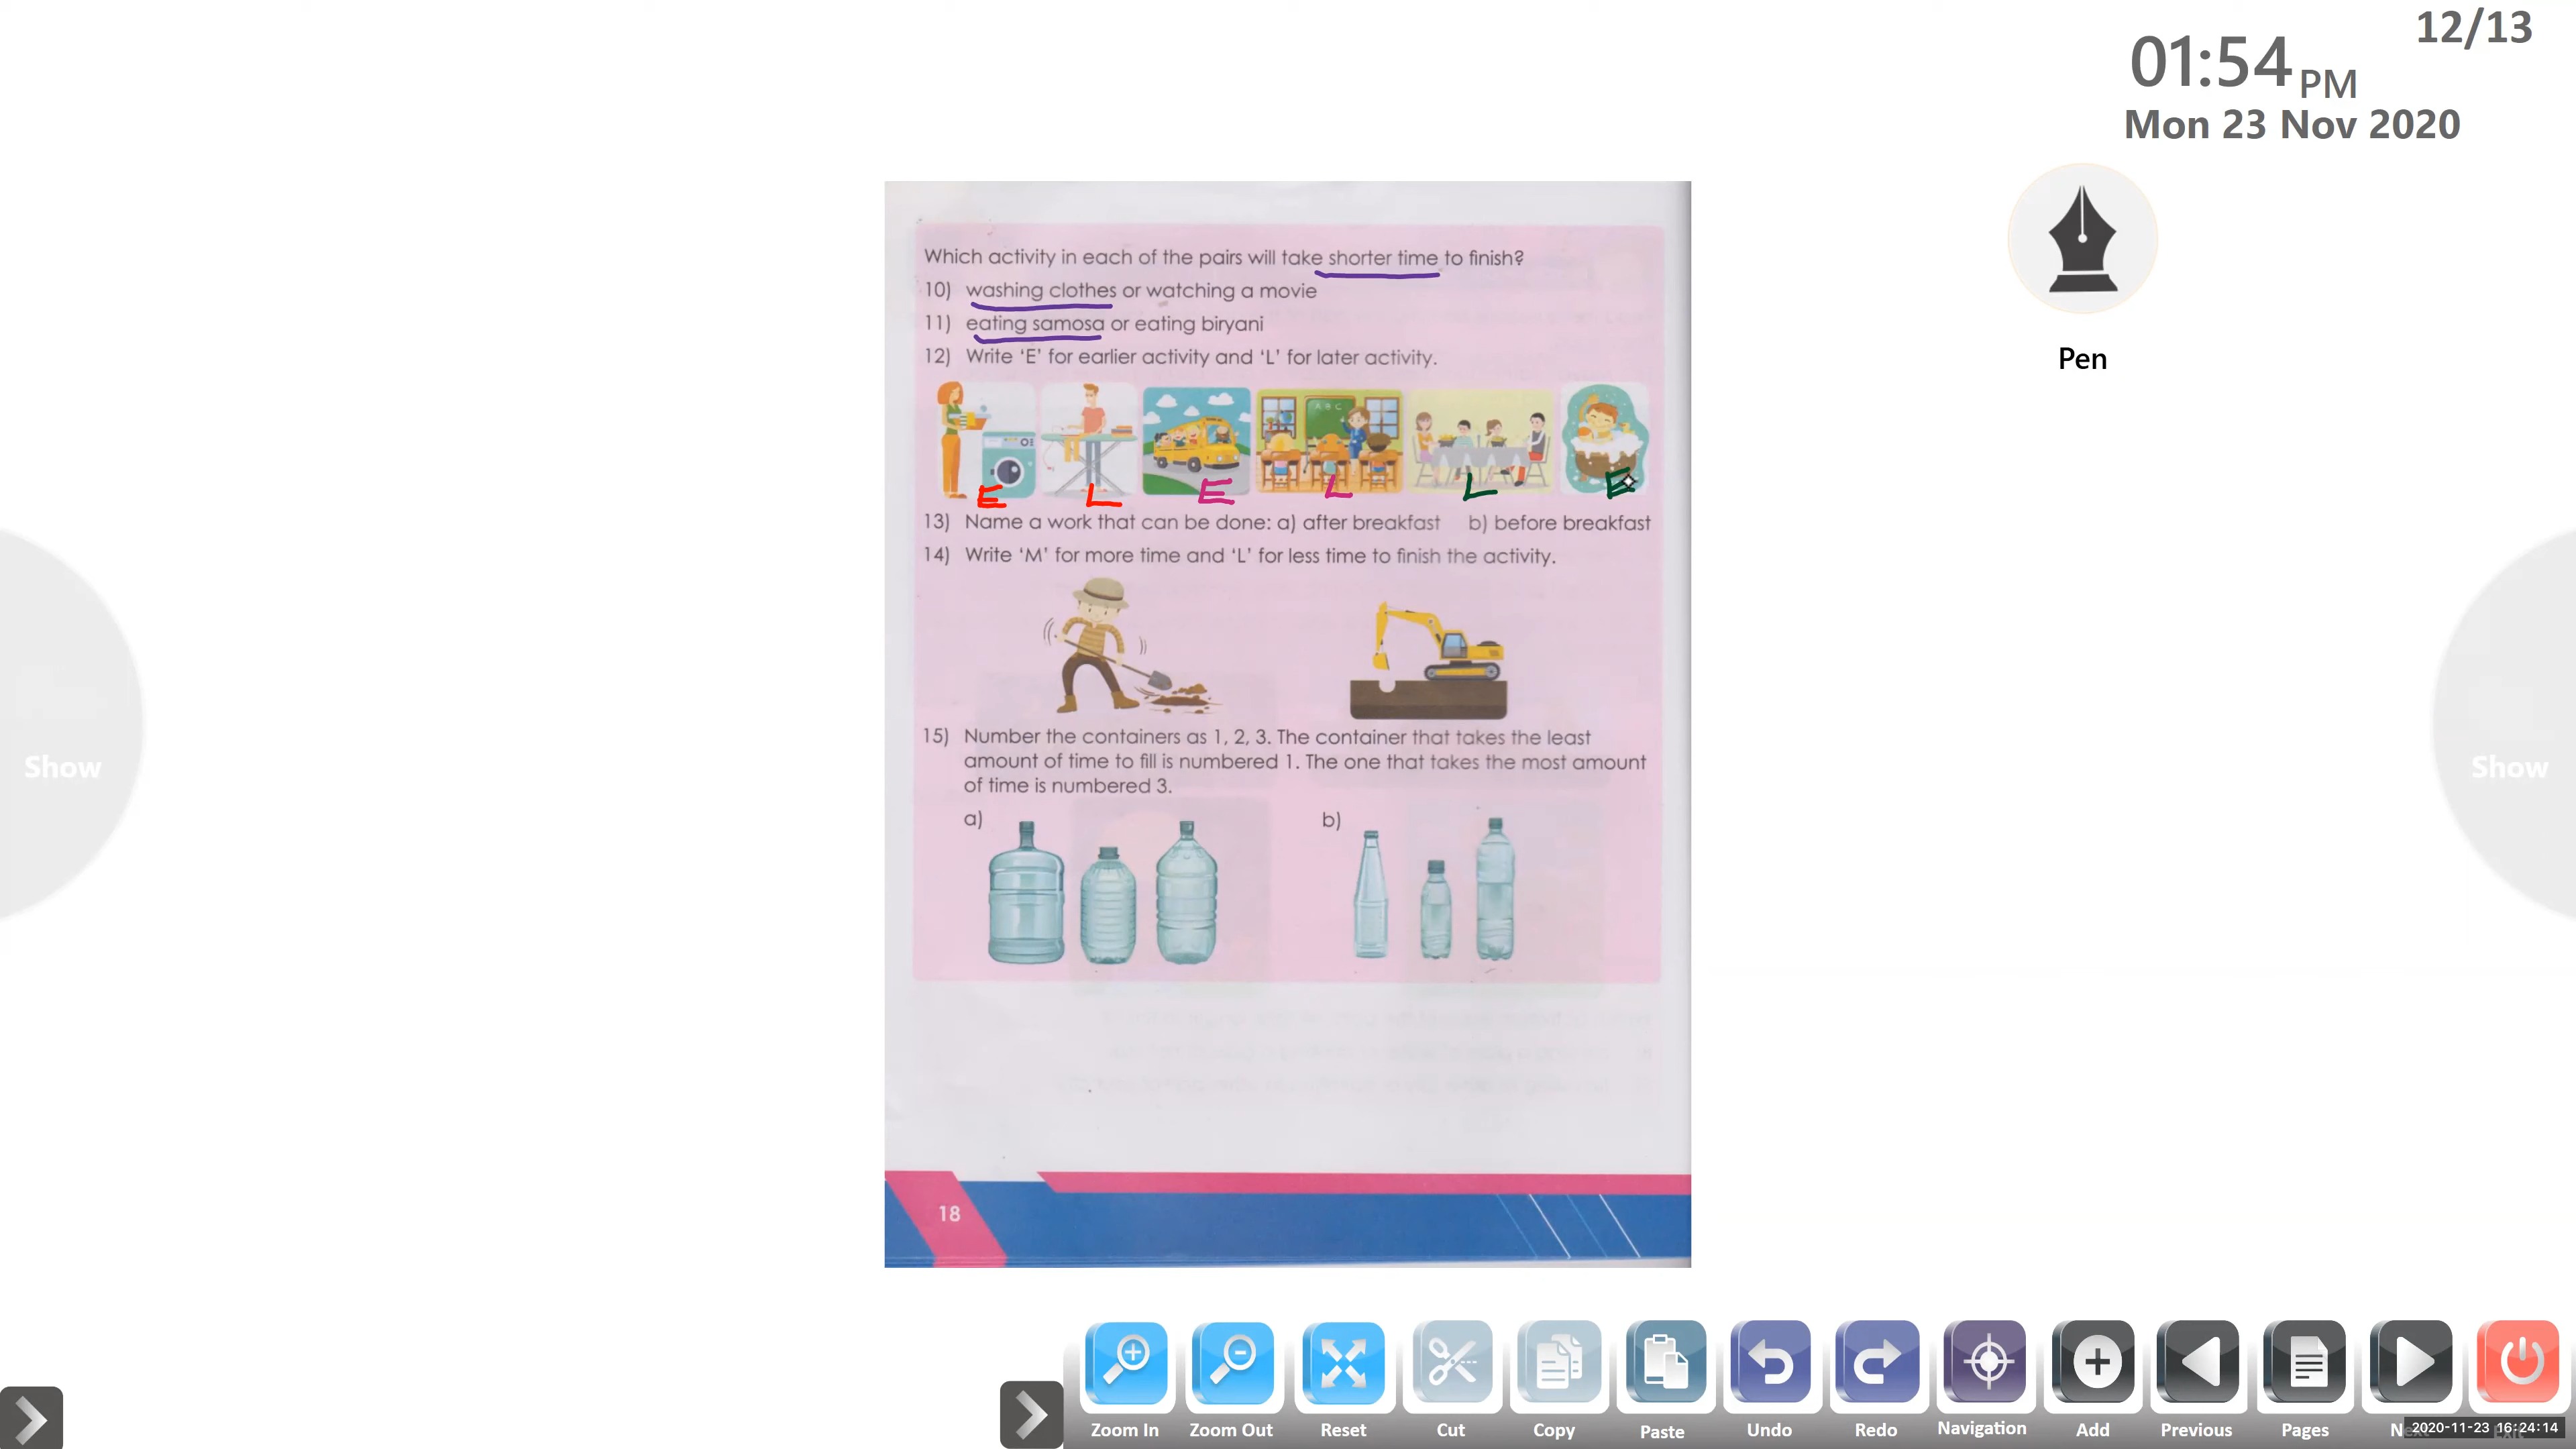 12/13
01:54 PM
Mon 23 Nov 2020
Pen
Which activity in each of the pairs will take shorter time to finish?
10) washing clothes or watching a movie
11) eating samosa or eating biryani
12) Write ‘E’ for earlier activity and ‘L’ for later activity.
A B C
E L E L L E
13) Name a work that can be done: a) after breakfast b) before breakfast
14) Write ‘M’ for more time and ‘L’ for less time to finish the activity.
15) Number the containers as 1, 2, 3. The container that takes the least
amount of time to fill is numbered 1. The one that takes the most amount
of time is numbered 3.
a) b)
Show Show
18
Zoom In Zoom Out Reset Cut Copy Paste Undo Redo Navigation Add Previous Pages
2020-11-23 16:24:14